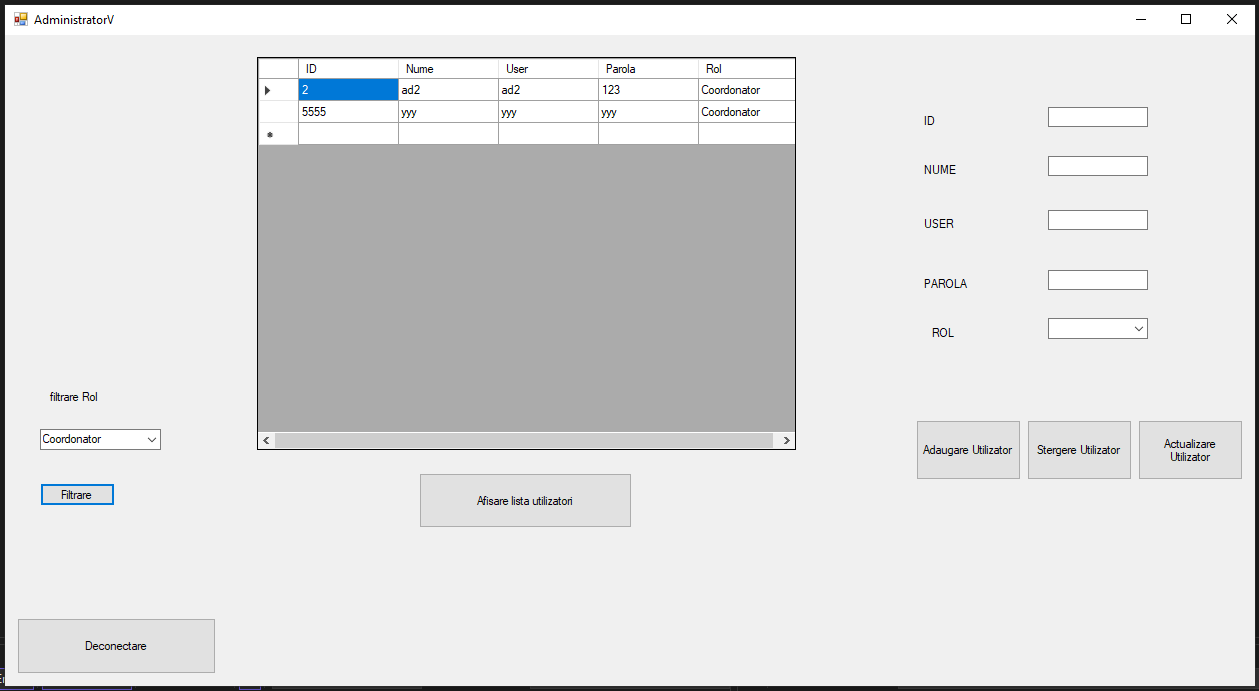 AdministratorV
ID Nume User Parola Rol
2 ad2 ad2 123 Coordonator
5555 yyy yyy yyy Coordonator
ID
NUME
USER
PAROLA
ROL
filtrare Rol
Coordonator
Filtrare
Afisare lista utilizatori
Adaugare Utilizator
Stergere Utilizator
Actualizare
Utilizator
Deconectare